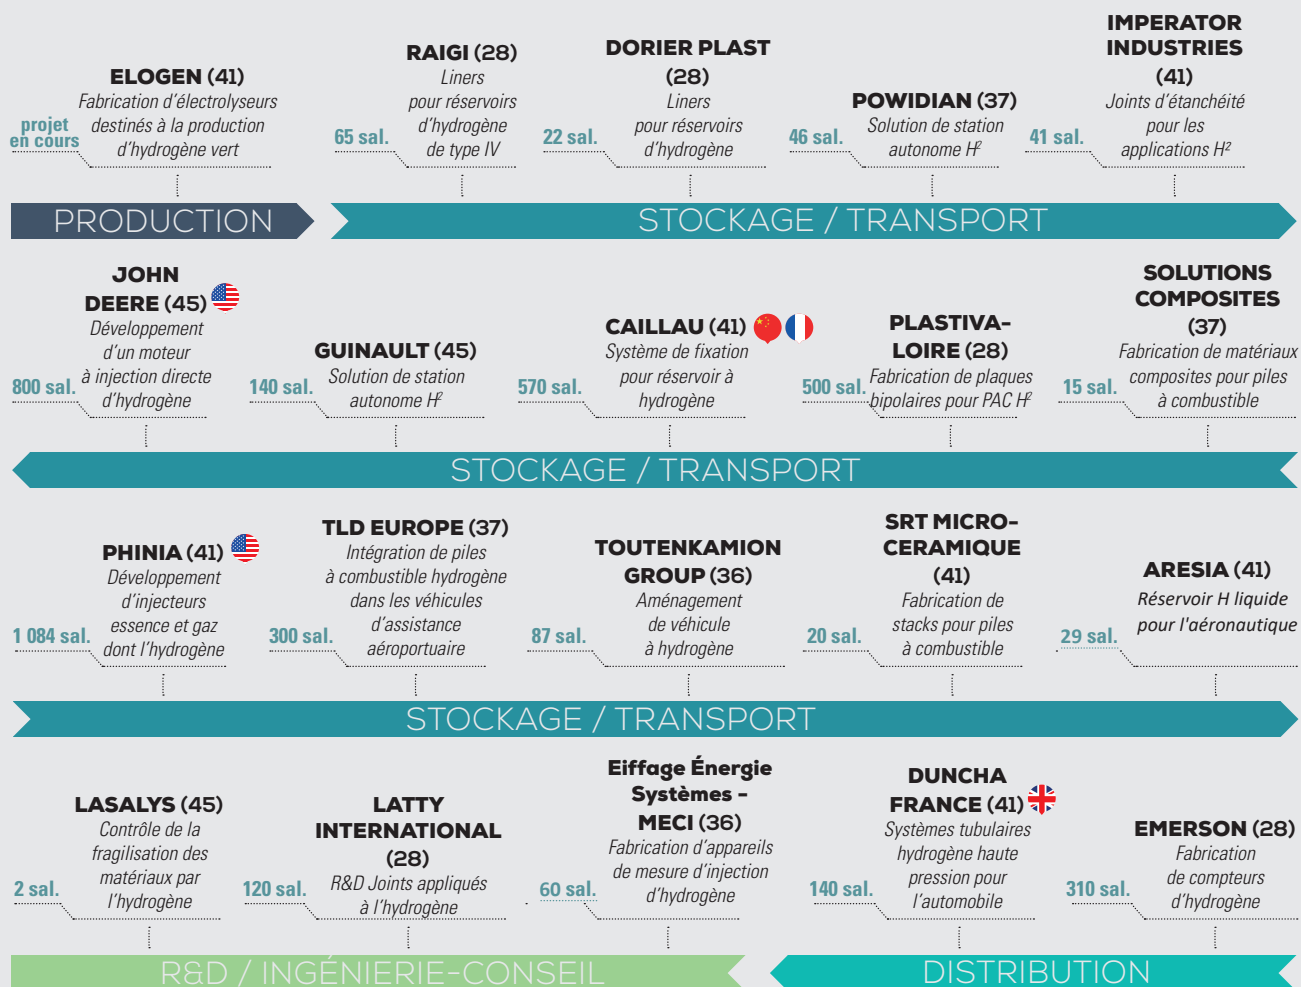 ELOGEN (41)
Fabrication d'électrolyseurs
destinés à la production
d'hydrogène vert
projet
en cours
RAIGI (28)
Liners
pour réservoirs
d'hydrogène
de type IV
65 sal.
DORIER PLAST
(28)
Liners
pour réservoirs
d'hydrogène
22 sal.
POWIDIAN (37)
Solution de station
autonome H²
46 sal.
IMPERATOR
INDUSTRIES
(41)
Joints d'étanchéité
pour les
applications H²
41 sal.
PRODUCTION
STOCKAGE / TRANSPORT
JOHN
DEERE (45)
Développement
d'un moteur
à injection directe
d'hydrogène
800 sal.
GUINAULT (45)
Solution de station
autonome H²
140 sal.
CAILLAU (41)
Système de fixation
pour réservoir à
hydrogène
570 sal.
PLASTIVA-
LOIRE (28)
Fabrication de plaques
bipolaires pour PAC H²
500 sal.
SOLUTIONS
COMPOSITES
(37)
Fabrication de matériaux
composites pour piles
à combustible
15 sal.
STOCKAGE / TRANSPORT
PHINIA (41)
Développement
d'injecteurs
essence et gaz
dont l'hydrogène
1 084 sal.
TLD EUROPE (37)
Intégration de piles
à combustible hydrogène
dans les véhicules
d'assistance
aéroportuaire
300 sal.
TOUTENKAMION
GROUP (36)
Aménagement
de véhicule
à hydrogène
87 sal.
SRT MICRO-
CERAMIQUE
(41)
Fabrication de
stacks pour piles
à combustible
20 sal.
ARESIA (41)
Réservoir H liquide
pour l'aéronautique
29 sal.
STOCKAGE / TRANSPORT
LASALYS (45)
Contrôle de la
fragilisation des
matériaux par
l'hydrogène
2 sal.
LATTY
INTERNATIONAL
(28)
R&D Joints appliqués
à l'hydrogène
120 sal.
Eiffage Énergie
Systèmes -
MECI (36)
Fabrication d'appareils
de mesure d'injection
d'hydrogène
60 sal.
DUNCHA
FRANCE (41)
Systèmes tubulaires
hydrogène haute
pression pour
l'automobile
140 sal.
EMERSON (28)
Fabrication
de compteurs
d'hydrogène
310 sal.
R&D / INGÉNIERIE-CONSEIL
DISTRIBUTION